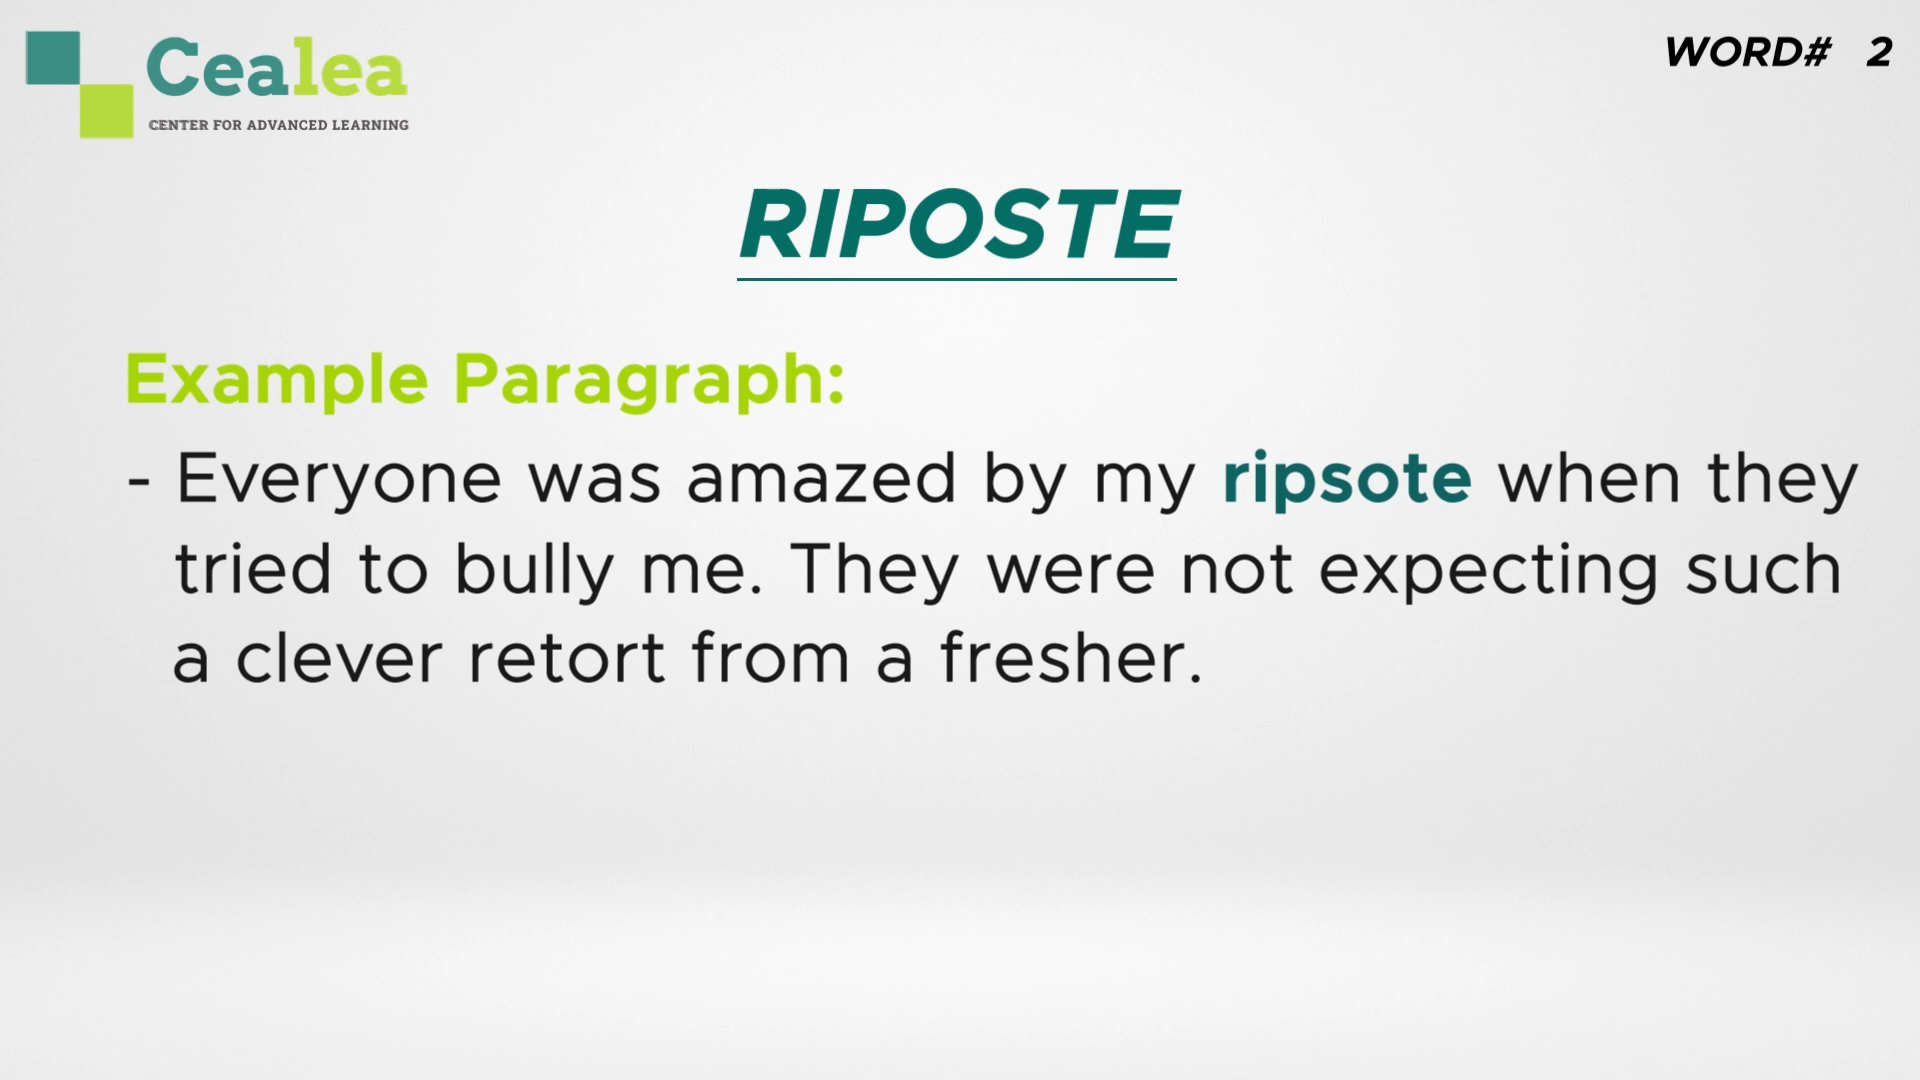 Cealea
CENTER FOR ADVANCED LEARNING
WORD# 2
RIPOSTE
Example Paragraph:
- Everyone was amazed by my ripsote when they
tried to bully me. They were not expecting such
a clever retort from a fresher.